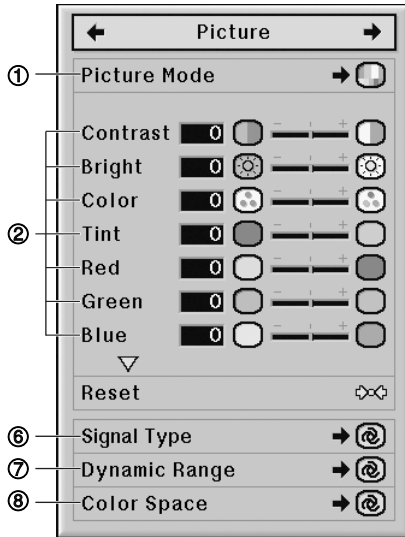 Picture
① Picture Mode
Contrast 0 - +
Bright 0 - +
Color 0 - +
② Tint 0 - +
Red 0 - +
Green 0 - +
Blue 0 - +
Reset
⑥ Signal Type
⑦ Dynamic Range
⑧ Color Space